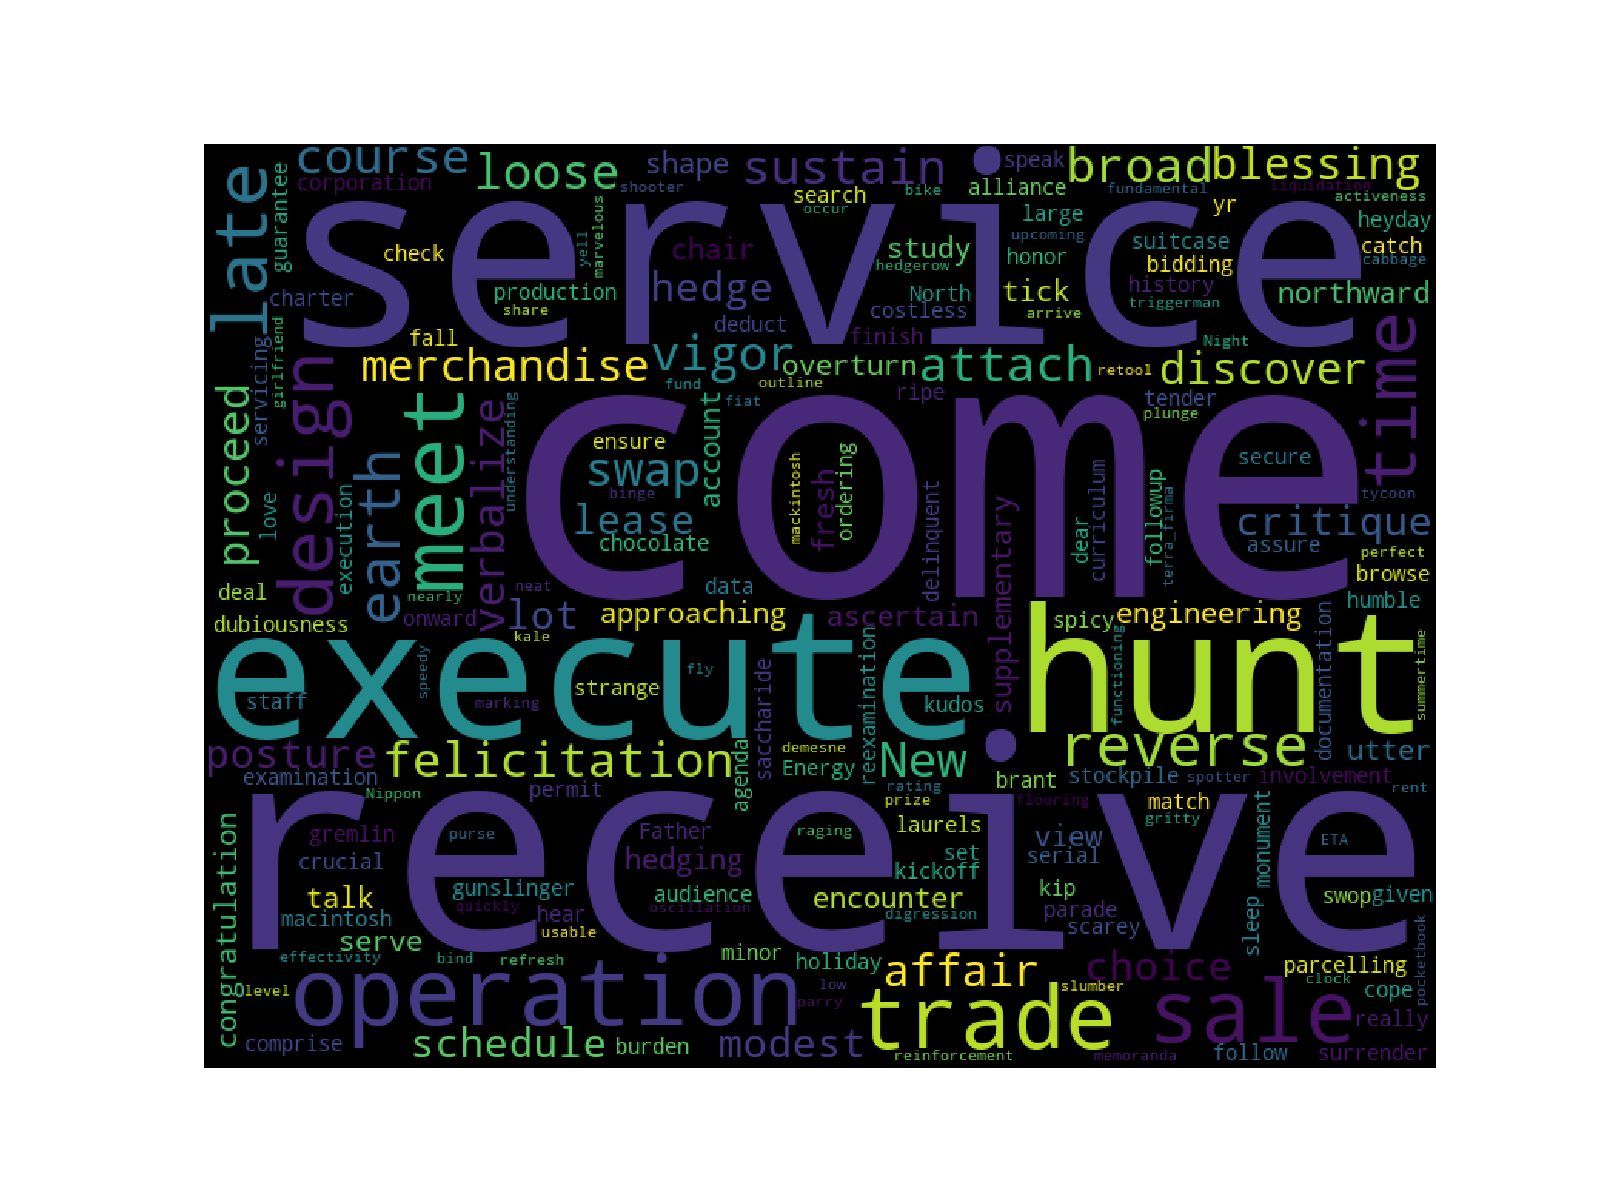 course
loose
shape
sustain
speak
broad
blessing
corporation
shooter
search
bike
alliance
fundamental
liquidating
activeness
late
guarantee
service
occur
large
yr
heyday
check
yell
marvelous
chair
study
honor
upcoming
suitcase
catch
cabbage
hedgerow
bidding
charter
production
hedge
North
tick
history
northward
share
deduct
costless
arrive
triggerman
servicing
girlfriend
fall
finish
Night
merchandise
vigor
overturn
attach
retool
discover
time
design
fund
outline
ripe
tender
proceed
meet
verbalize
understanding
account
fiat
come
plunge
earth
ensure
mackintosh
fresh
ordering
secure
swap
binge
curriculum
followup
terra_firma
tycoon
love
execution
lease
delinquent
supplementary
critique
chocolate
dear
assure
perfect
deal
nearly
neat
data
browse
dubiousness
onward
lot
approaching
ascertain
spicy
engineering
humble
kale
execute
hunt
reexamination
documentation
summertime
speedy
fly
functioning
staff
marking
strange
saccharide
kudos
posture
felicitation
agenda
demesne
New
reverse
utter
examination
Energy
brant
stockpile
spotter
involvement
Nippon
permit
rating
rent
receive
prize
flooring
match
gritty
congratulation
gremlin
purse
Father
raging
laurels
view
monument
ETA
crucial
hedging
set
serial
talk
gunslinger
audience
kickoff
kip
sleep
swop
given
macintosh
quickly
hear
oscillation
encounter
digression
parade
scarey
serve
usable
minor
pocketbook
effectivity
bind
refresh
holiday
affair
choice
parcelling
level
operation
low
parry
slumber
trade
sale
clock
cope
really
comprise
schedule
burden
modest
reinforcement
memoranda
follow
surrender